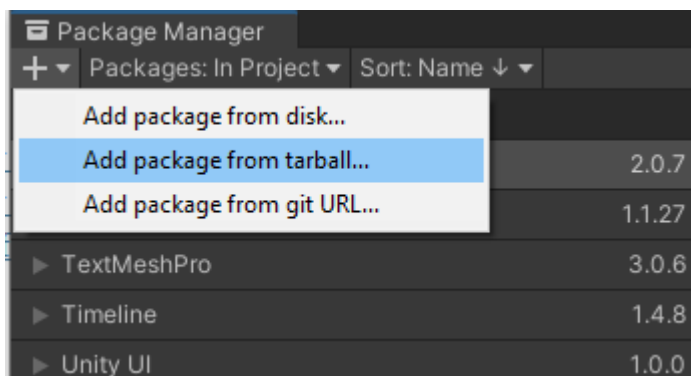 Package Manager
+ Packages: In Project Sort: Name ↓
Add package from disk...
Add package from tarball...
2.0.7
Add package from git URL...
1.1.27
TextMeshPro 3.0.6
Timeline 1.4.8
Unity UI 1.0.0